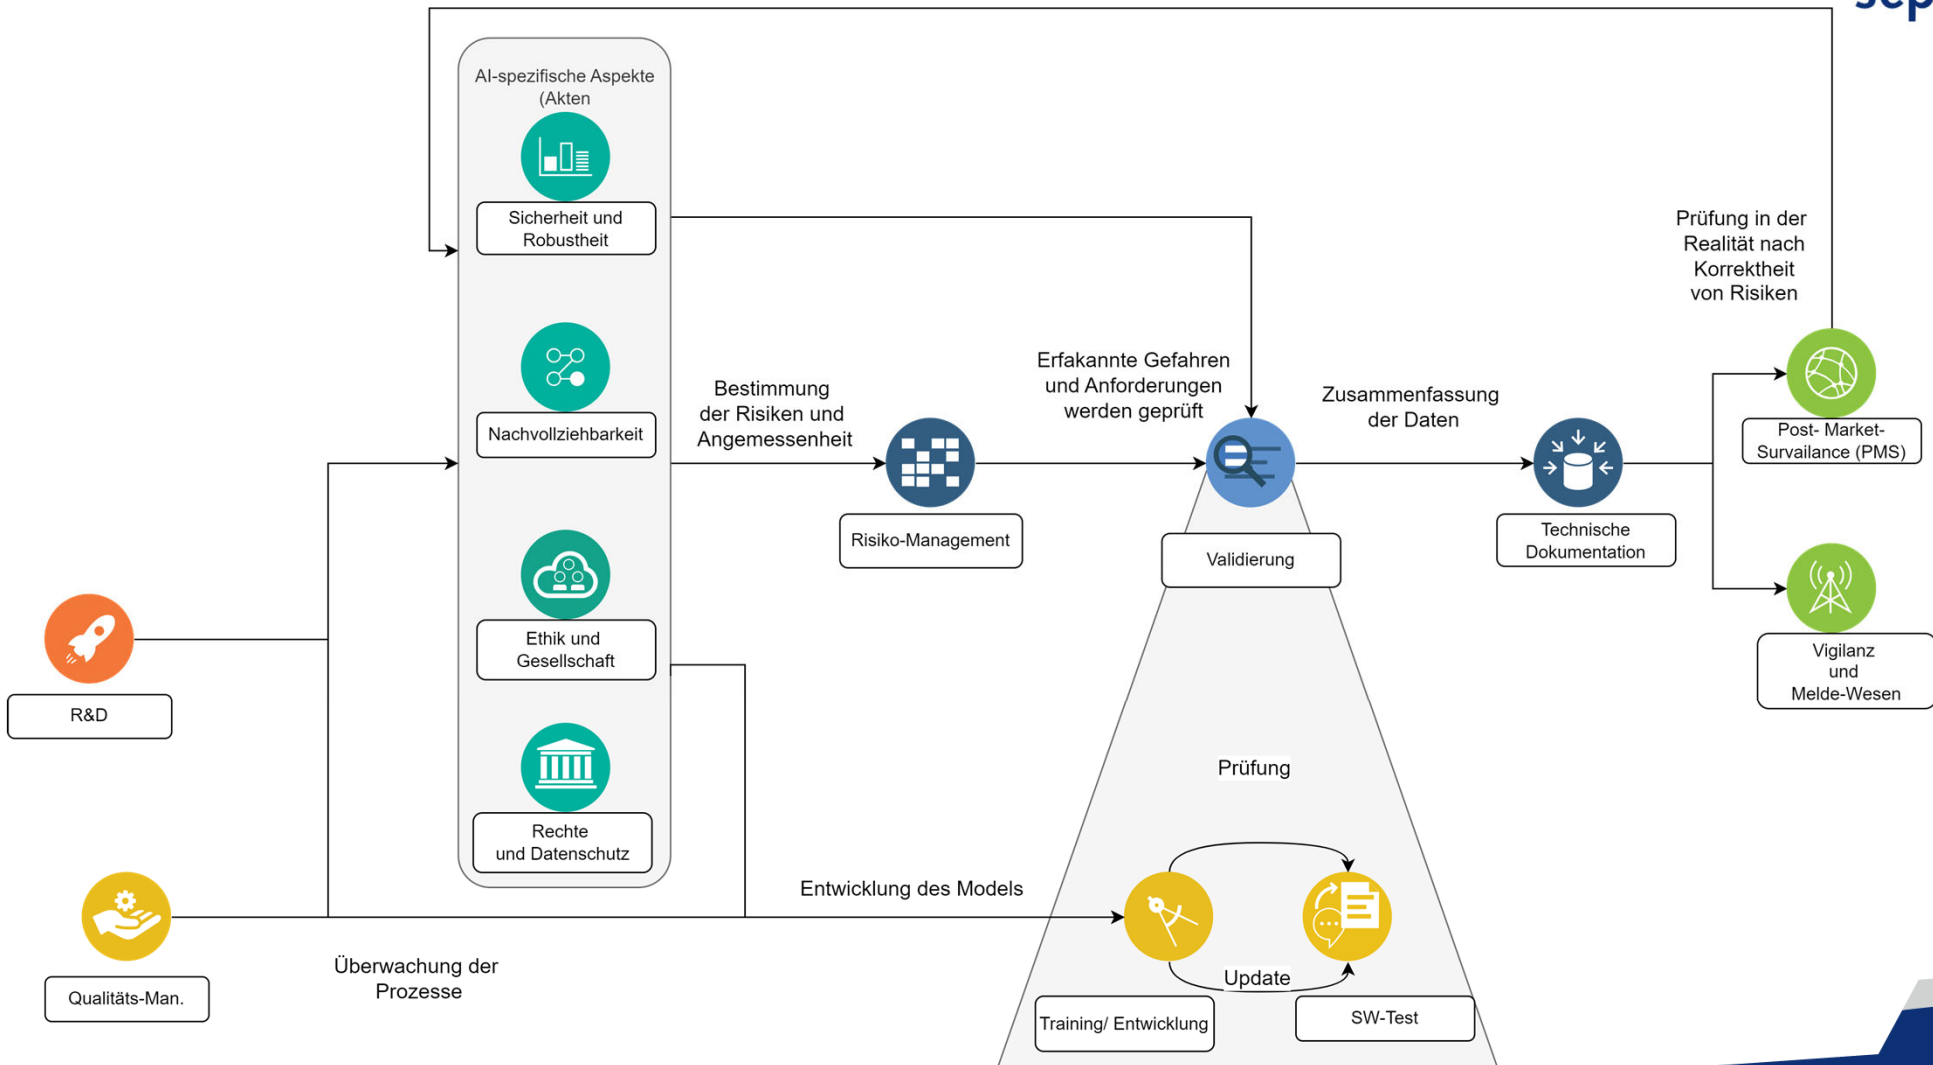 sep
AI-spezifische Aspekte
(Akten
Sicherheit und
Robustheit
Nachvollziehbarkeit
Ethik und
Gesellschaft
Rechte
und Datenschutz
R&D
Qualitäts-Man.
Überwachung der
Prozesse
Bestimmung
der Risiken und
Angemessenheit
Risiko-Management
Erfakannte Gefahren
und Anforderungen
werden geprüft
Validierung
Zusammenfassung
der Daten
Technische
Dokumentation
Prüfung in der
Realität nach
Korrektheit
von Risiken
Post- Market-
Survailance (PMS)
Vigilanz
und
Melde-Wesen
Entwicklung des Models
Prüfung
Update
Training/ Entwicklung
SW-Test